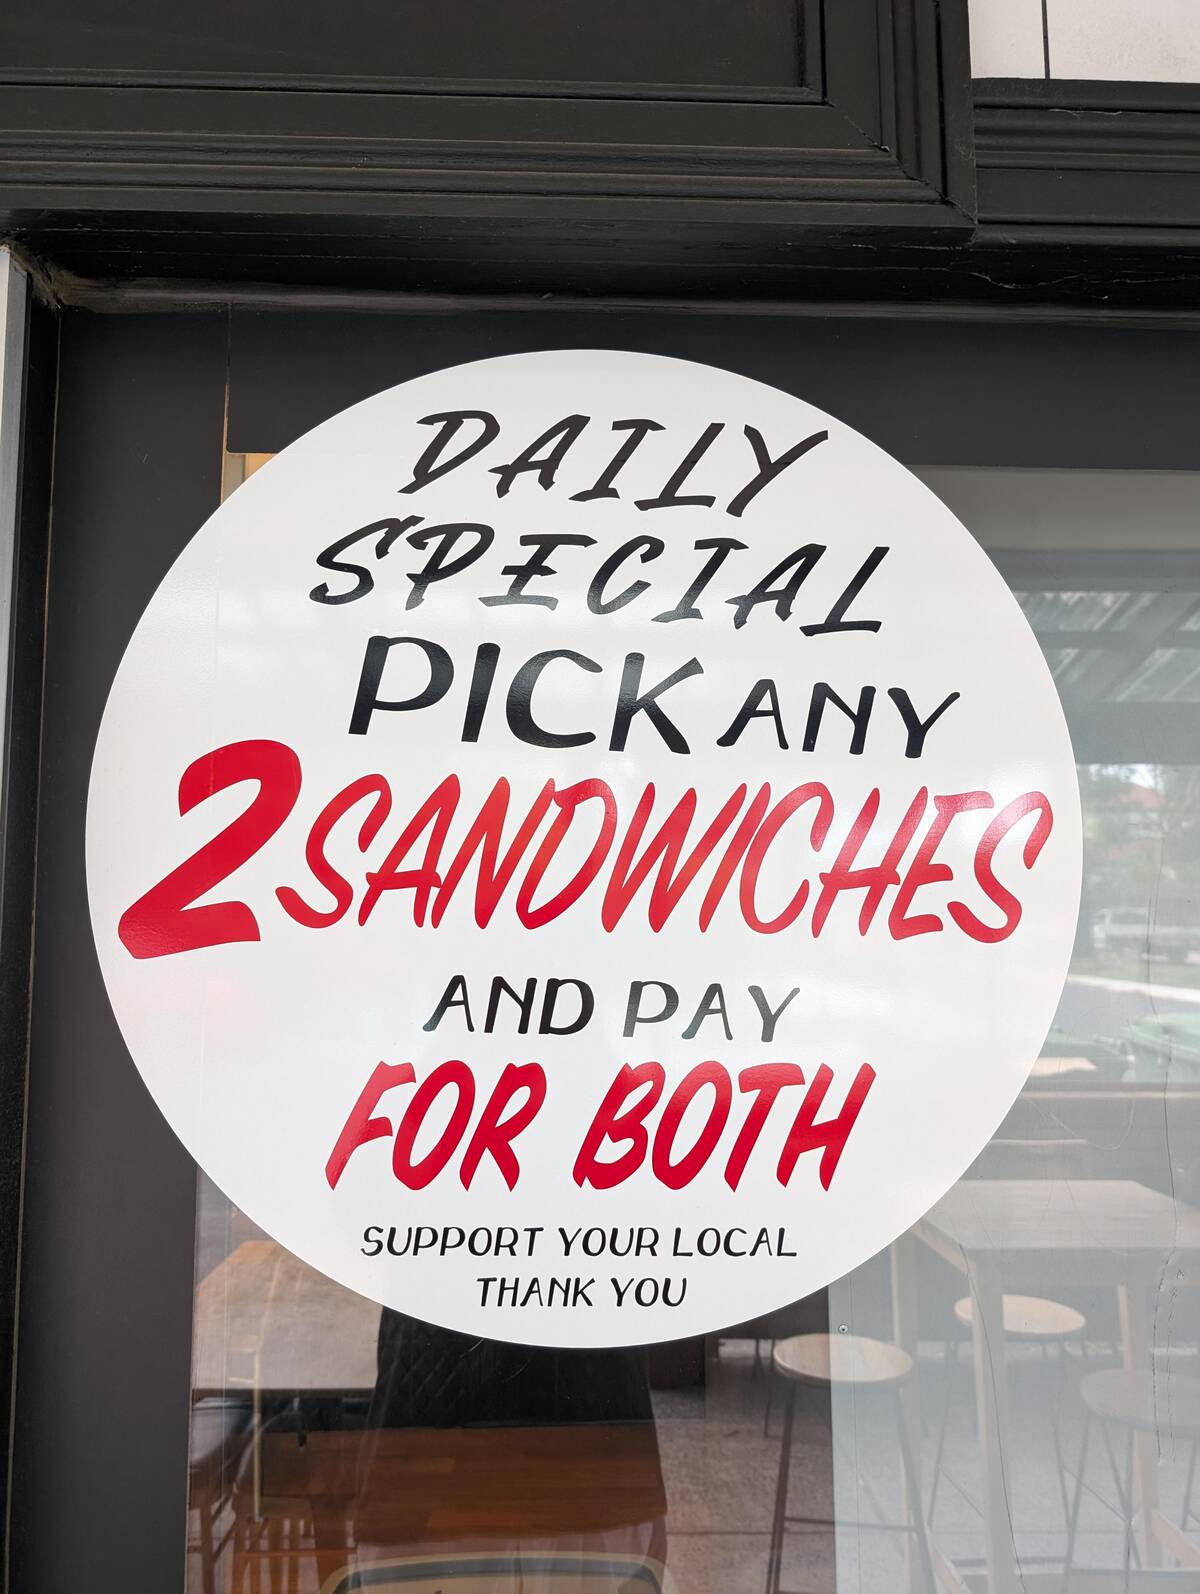 DAILY
SPECIAL
PICK ANY
2 SANDWICHES
AND PAY
FOR BOTH
SUPPORT YOUR LOCAL
THANK YOU